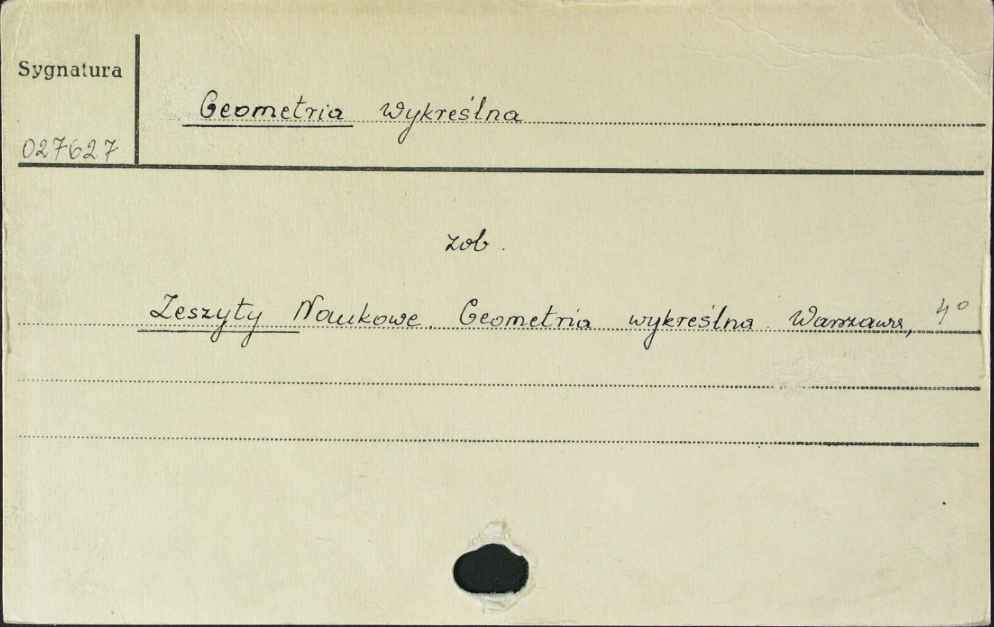 Sygnatura
Geometria Wykreślna
027627
zob.
Zeszyty Naukowe. Geometria wykreślna. Warszawa, 4°